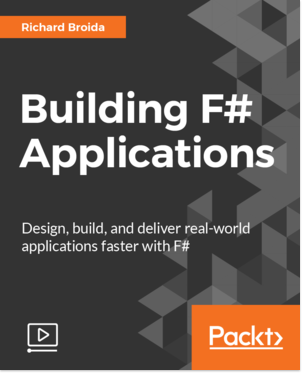 Richard Broida
Building F#
Applications
Design, build, and deliver real-world
applications faster with F#
Packt>